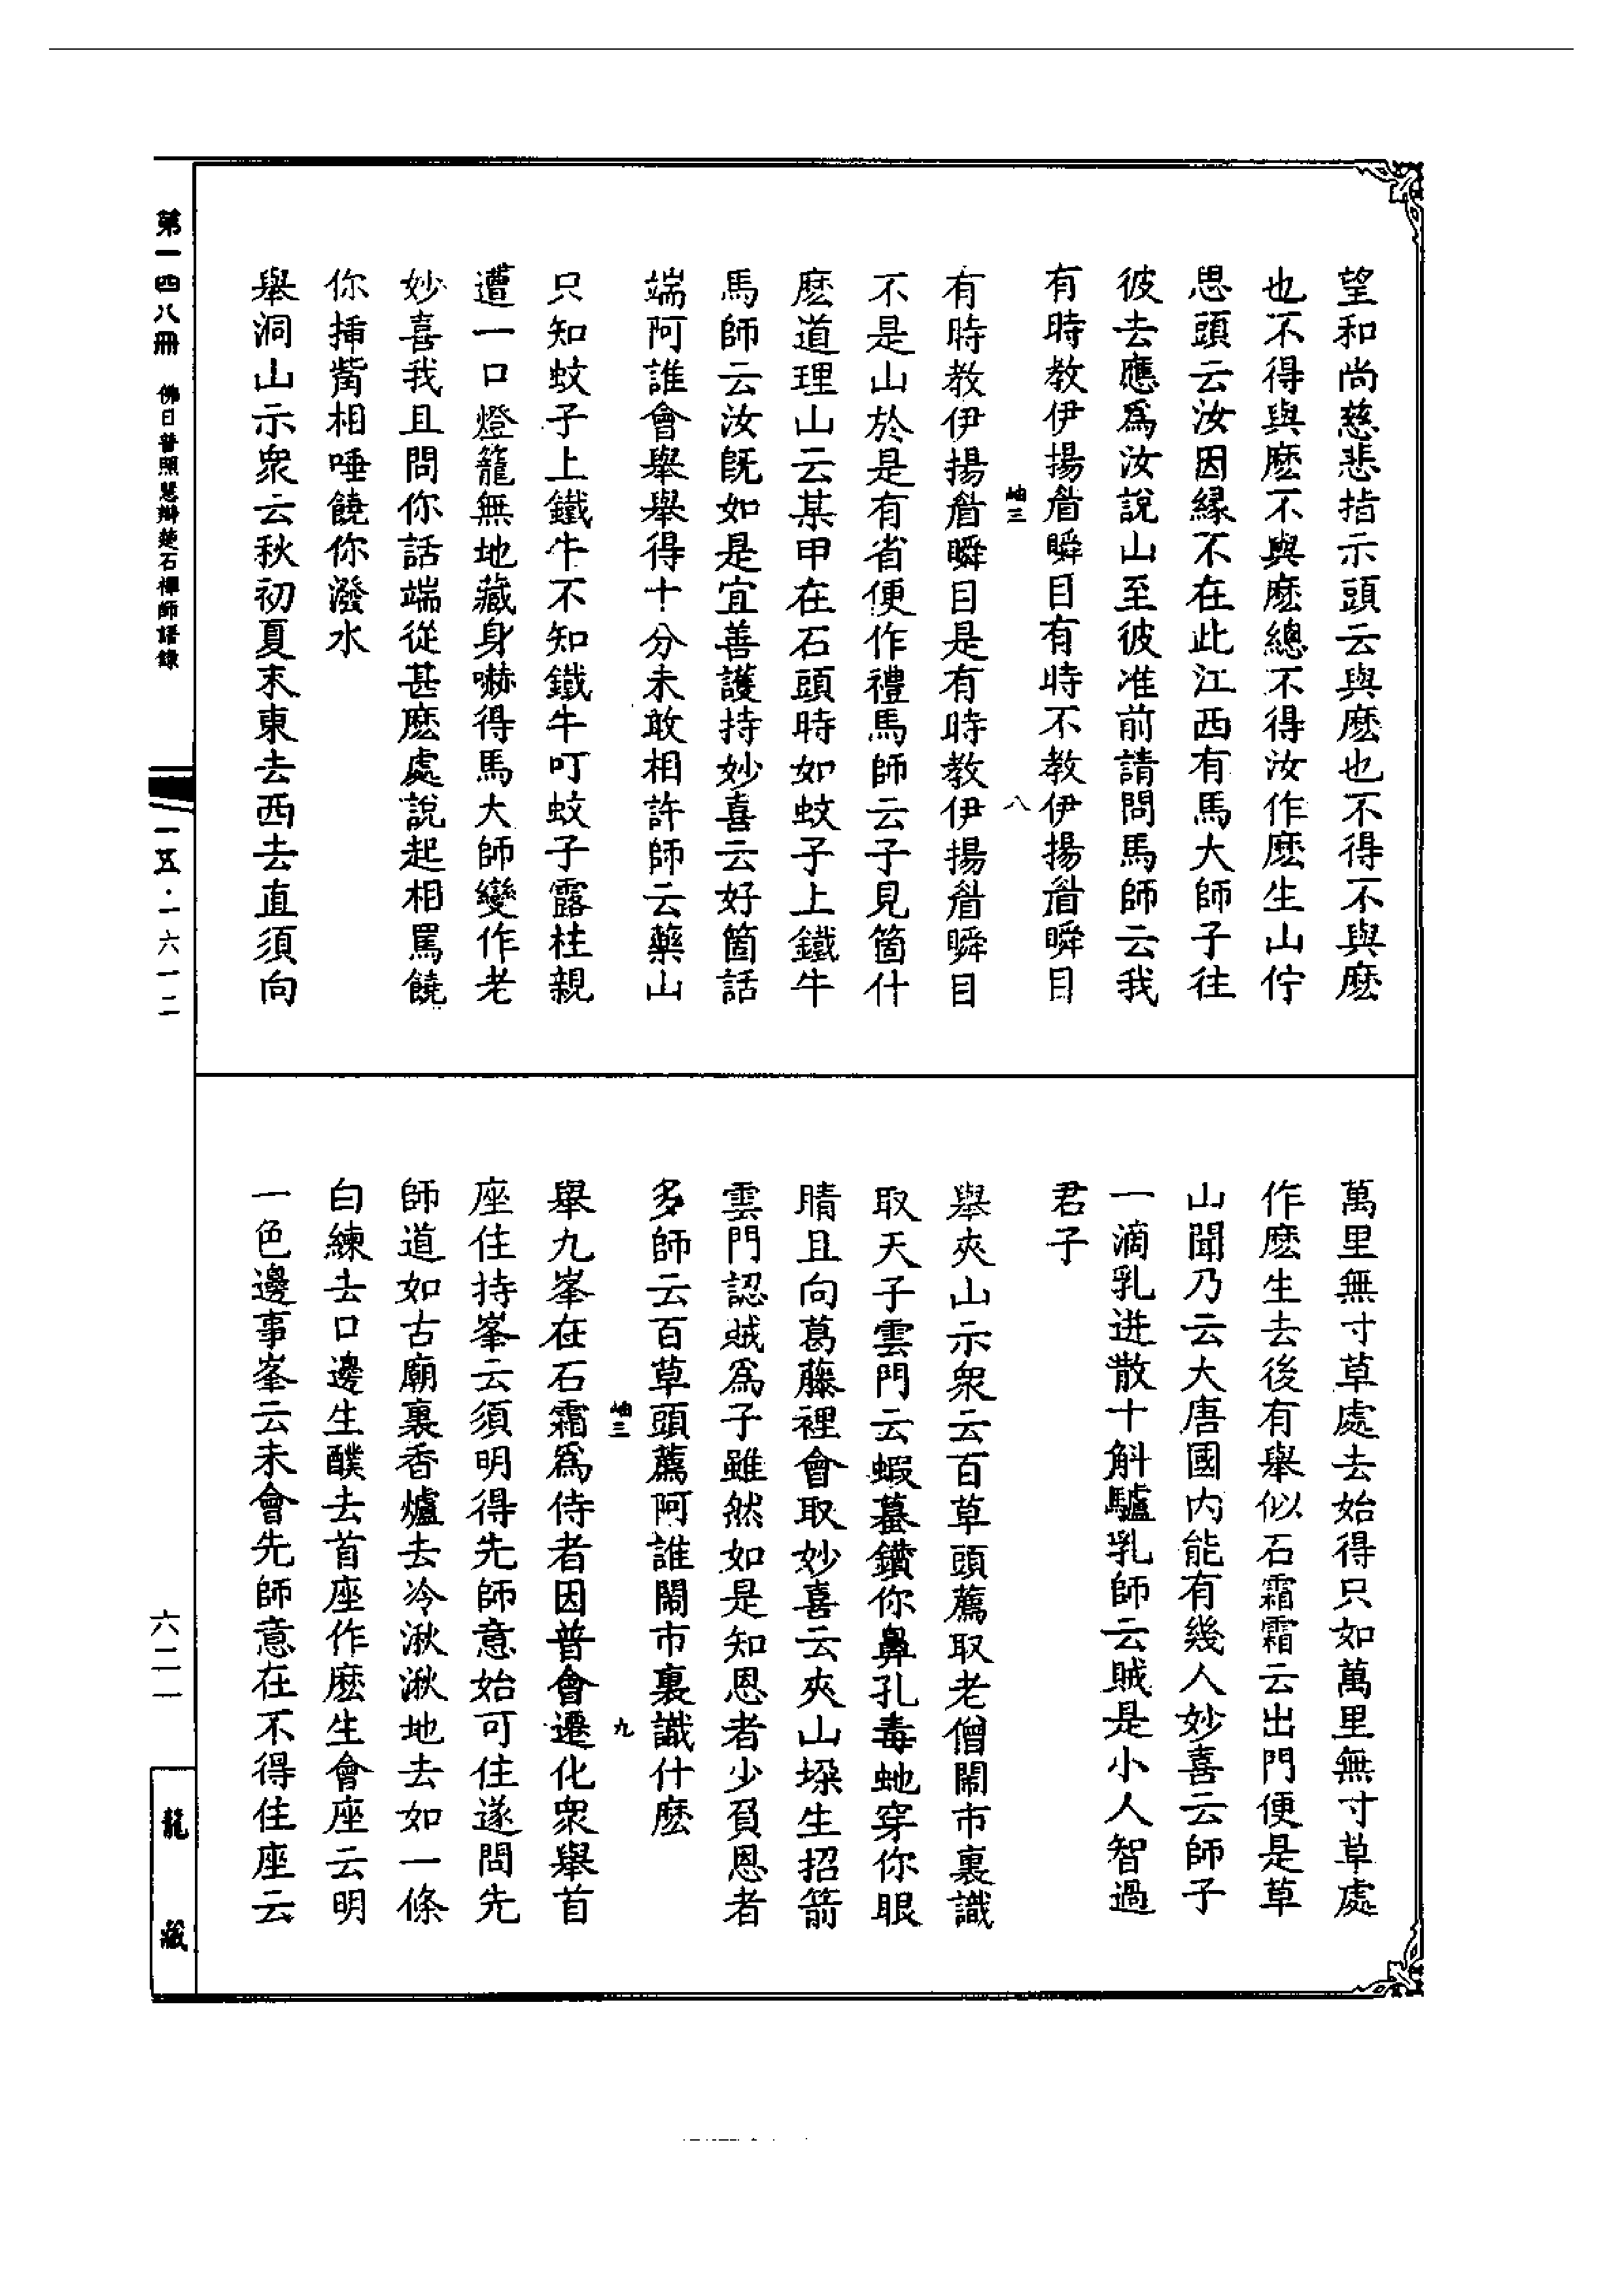 望和尚慈悲指示頭云與麽也不得不與麽
也不得與麽不與麽總不得汝作麽生山佇
思頭云汝因緣不在此江西有馬大師子往
彼去應爲汝說山至彼准前請問馬師云我
有時教伊揚眉瞬目有時不教伊揚眉瞬目
岫三
八
有時教伊揚眉瞬目是有時教伊揚眉瞬目
不是山於是有省便作禮馬師云子見箇什
麽道理山云某甲在石頭時如蚊子上鐵牛
馬師云汝旣如是宜善護持妙喜云好箇話
端阿誰會舉舉得十分未敢相許師云藥山
只知蚊子上鐵牛不知鐵牛叮蚊子露柱親
遭一口燈籠無地藏身嚇得馬大師變作老
妙喜我且問你話端從甚麽處說起相罵饒
你揷觜相唾饒你潑水
舉洞山示衆云秋初夏末東去西去直須向
萬里無寸草處去始得只如萬里無寸草處
作麽生去後有舉似石霜霜云出門便是草
山聞乃云大唐國內能有幾人妙喜云師子
一滴乳迸散十斛驢乳師云賊是小人智過
君子
舉夾山示衆云百草頭薦取老僧鬧市裏識
取天子雲門云蝦蟇鑽你鼻孔毒蛇穿你眼
睛且向葛藤裡會取妙喜云夾山垛生招箭
雲門認賊爲子雖然如是知恩者少負恩者
多師云百草頭薦阿誰鬧市裏識什麽
岫三
九
舉九峯在石霜爲侍者因普會遷化衆舉首
座住持峯云須明得先師意始可住遂問先
師道如古廟裏香爐去冷湫湫地去如一條
白練去口邊生醭去首座作麽生會座云明
一色邊事峯云未會先師意在不得住座云
第一四八冊 佛日普照慧辯楚石禪師語錄
一五·一六一二
六二一
龍藏